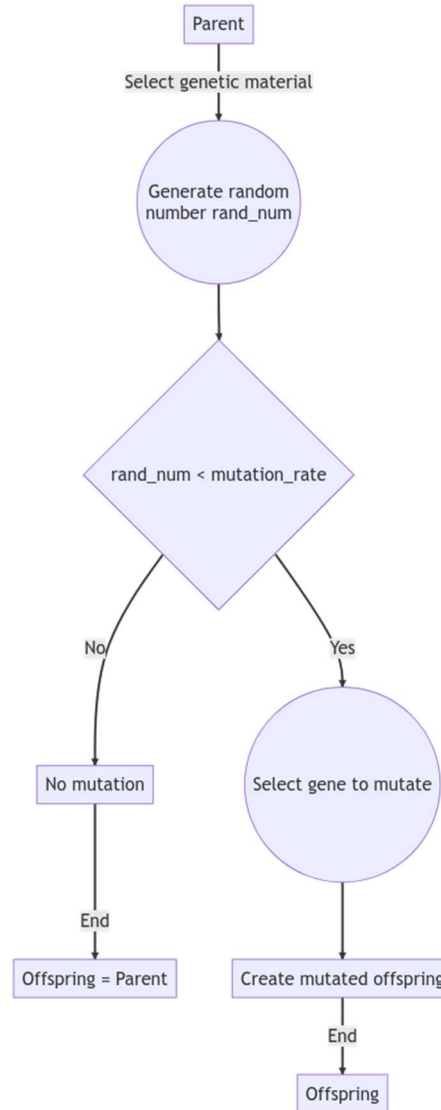 Parent
Select genetic material
Generate random
number rand_num
rand_num < mutation_rate
No
Yes
No mutation
Select gene to mutate
End
Offspring = Parent
Create mutated offspring
End
Offspring